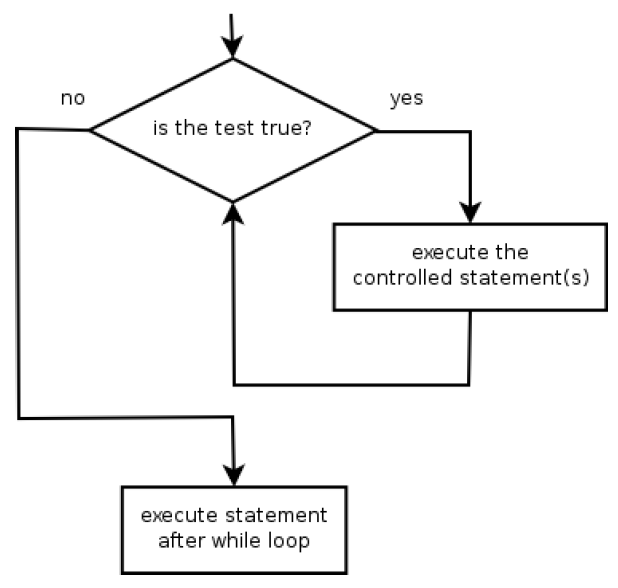 no
yes
is the test true?
execute the
controlled statement(s)
execute statement
after while loop